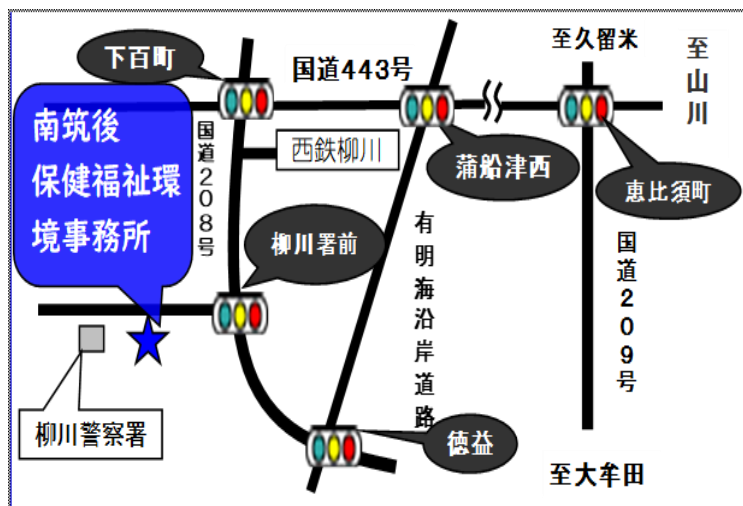 下百町
国道443号
至久留米
至山川
南筑後
保健福祉環
境事務所
国道208号
西鉄柳川
蒲船津西
恵比須町
柳川署前
有明海沿岸道路
国道209号
柳川警察署
徳益
至大牟田